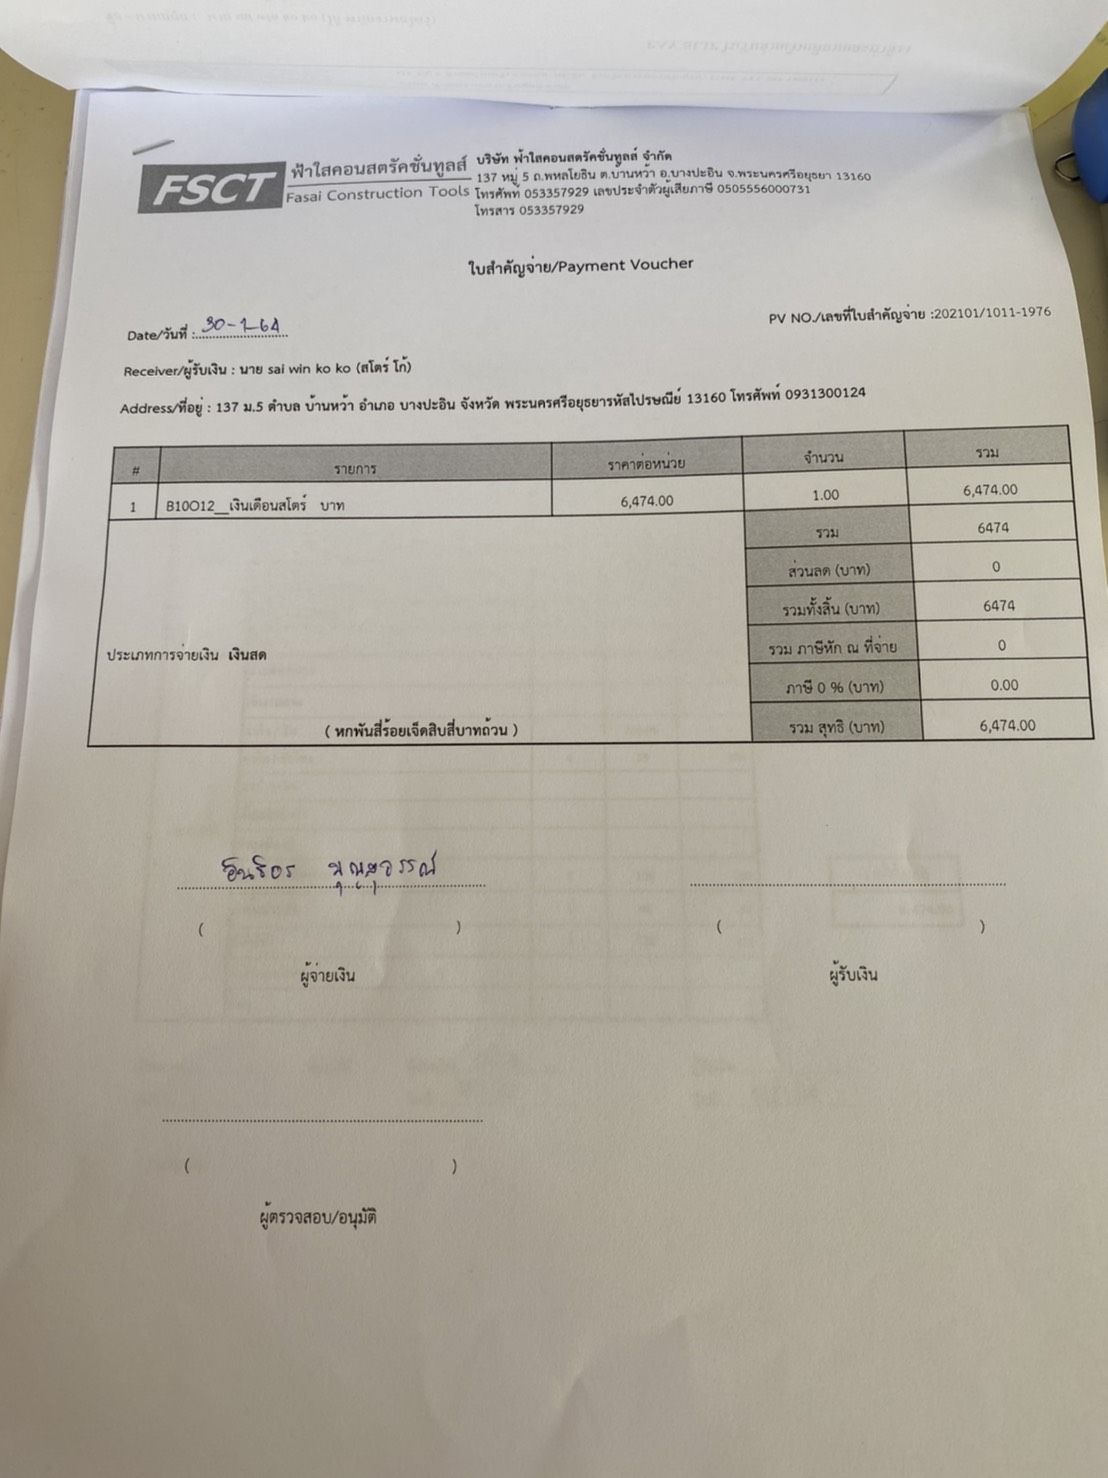 FSCT
ฟ้าใสคอนสตรัคชั่นทูลส์
Fasai Construction Tools
บริษัท ฟ้าใสคอนสตรัคชั่นทูลส์ จำกัด
137 หมู่ 5 ถ.พหลโยธิน ต.บ้านหว้า อ.บางปะอิน จ.พระนครศรีอยุธยา 13160
โทรศัพท์ 053357929 เลขประจำตัวผู้เสียภาษี 0505556000731
โทรสาร 053357929
ใบสำคัญจ่าย/Payment Voucher
PV NO./เลขที่ใบสำคัญจ่าย :202101/1011-1976
Date/วันที่ : 30-1-64
Receiver/ผู้รับเงิน : นาย sai win ko ko (สโตร์ โก้)
Address/ที่อยู่ : 137 ม.5 ตำบล บ้านหว้า อำเภอ บางปะอิน จังหวัด พระนครศรีอยุธยารหัสไปรษณีย์ 13160 โทรศัพท์ 0931300124
# รายการ ราคาต่อหน่วย จำนวน รวม
1 B10O12__เงินเดือนสโตร์ บาท 6,474.00 1.00 6,474.00
รวม 6474
ส่วนลด (บาท) 0
รวมทั้งสิ้น (บาท) 6474
ประเภทการจ่ายเงิน เงินสด
รวม ภาษีหัก ณ ที่จ่าย 0
ภาษี 0 % (บาท) 0.00
( หกพันสี่ร้อยเจ็ดสิบสี่บาทถ้วน ) รวม สุทธิ (บาท) 6,474.00
( ) ( )
ผู้จ่ายเงิน ผู้รับเงิน
( )
ผู้ตรวจสอบ/อนุมัติ